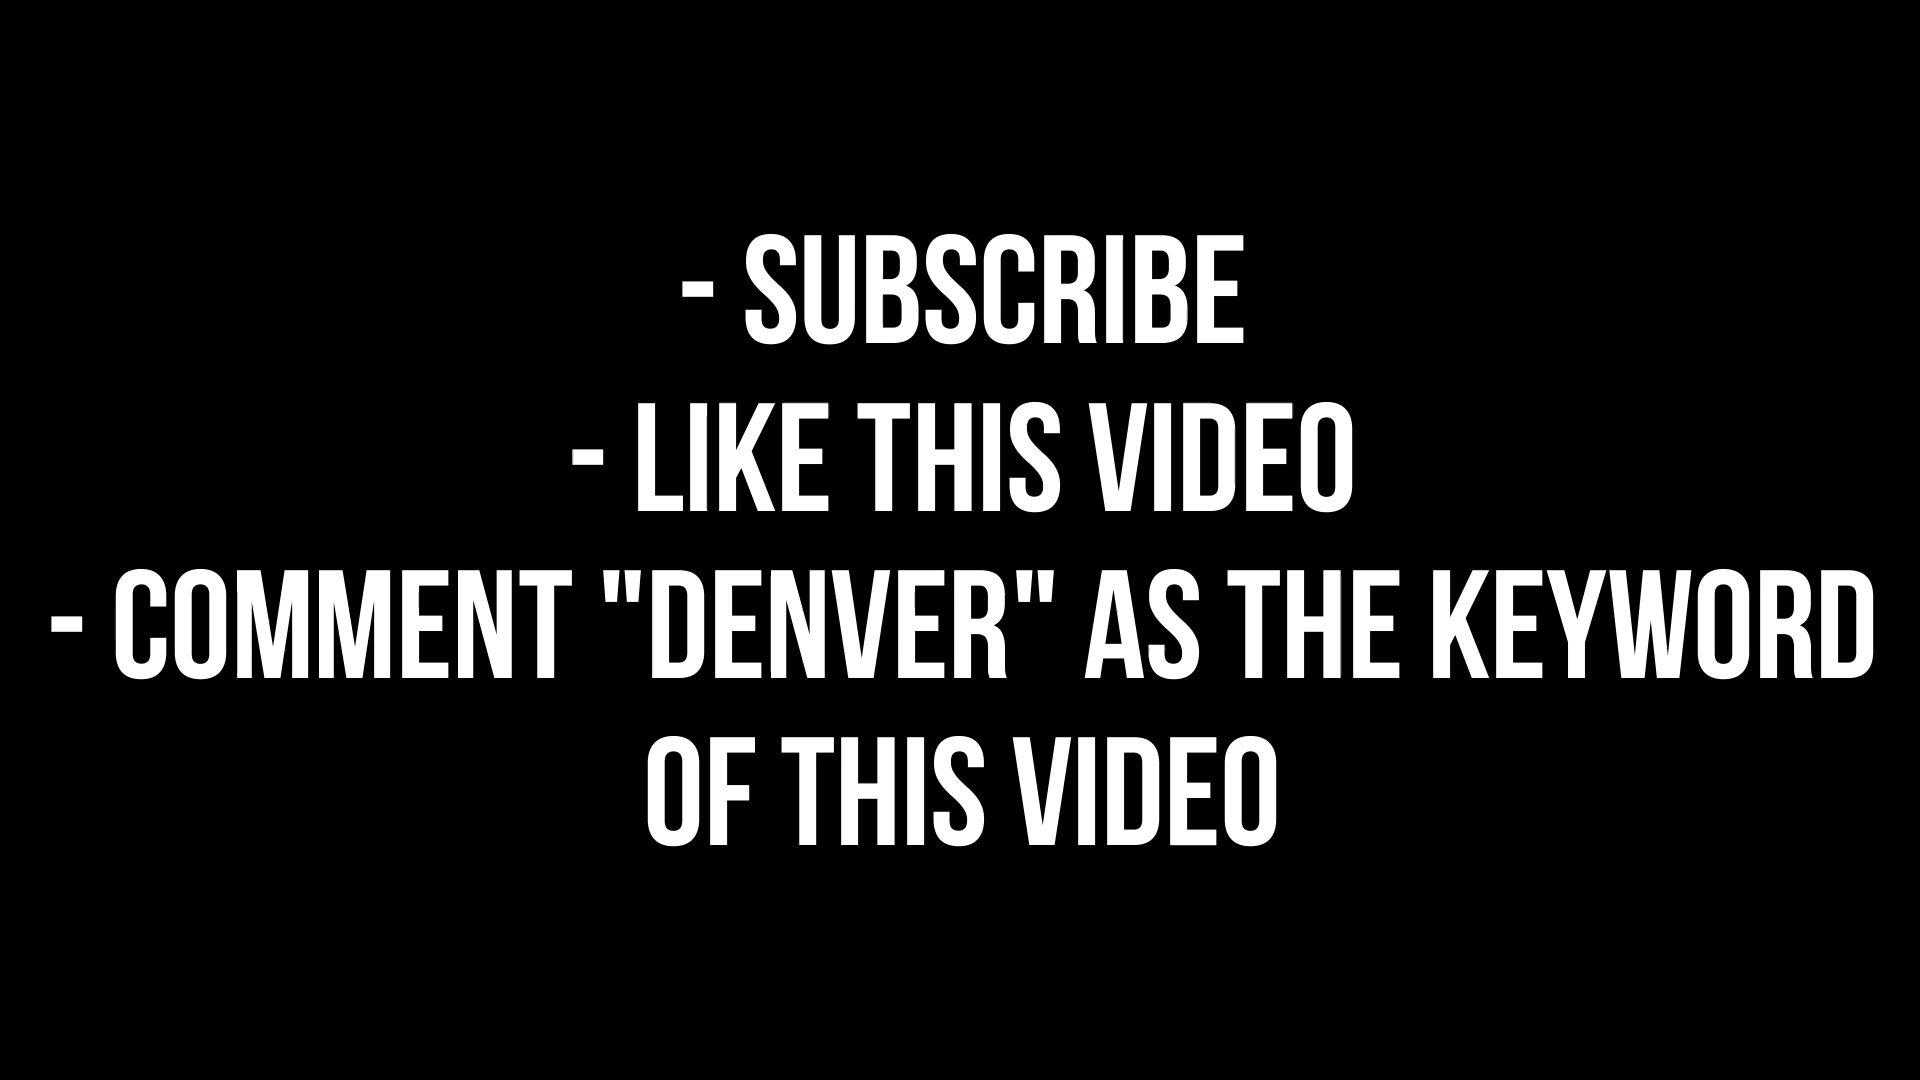 - SUBSCRIBE
- LIKE THIS VIDEO
- COMMENT "DENVER" AS THE KEYWORD
OF THIS VIDEO